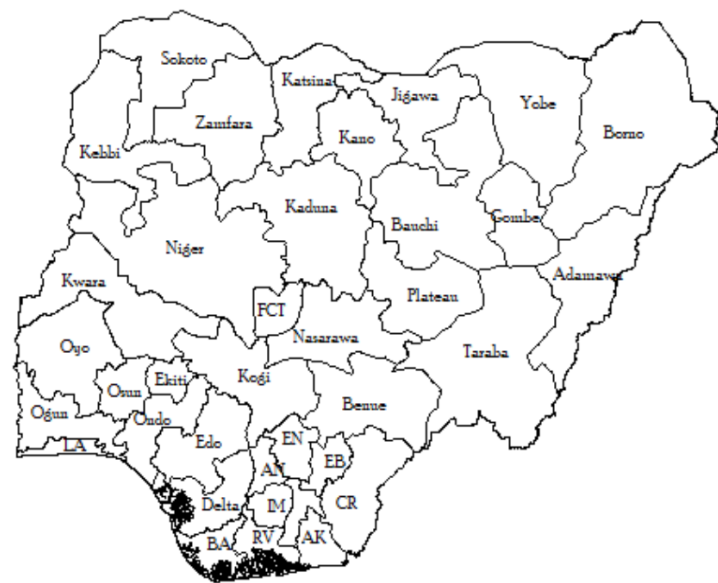 Sokoto
Katsina
Jigawa
Yobe
Borno
Zamfara
Kano
Kebbi
Kaduna
Bauchi
Gombe
Niger
Adamawa
Kwara
FCT
Plateau
Nasarawa
Taraba
Oyo
Kogi
Ekiti
Osun
Benue
Ogun
Ondo
Edo
EN
LA
AN
EB
Delta
IM
CR
BA
RV
AK